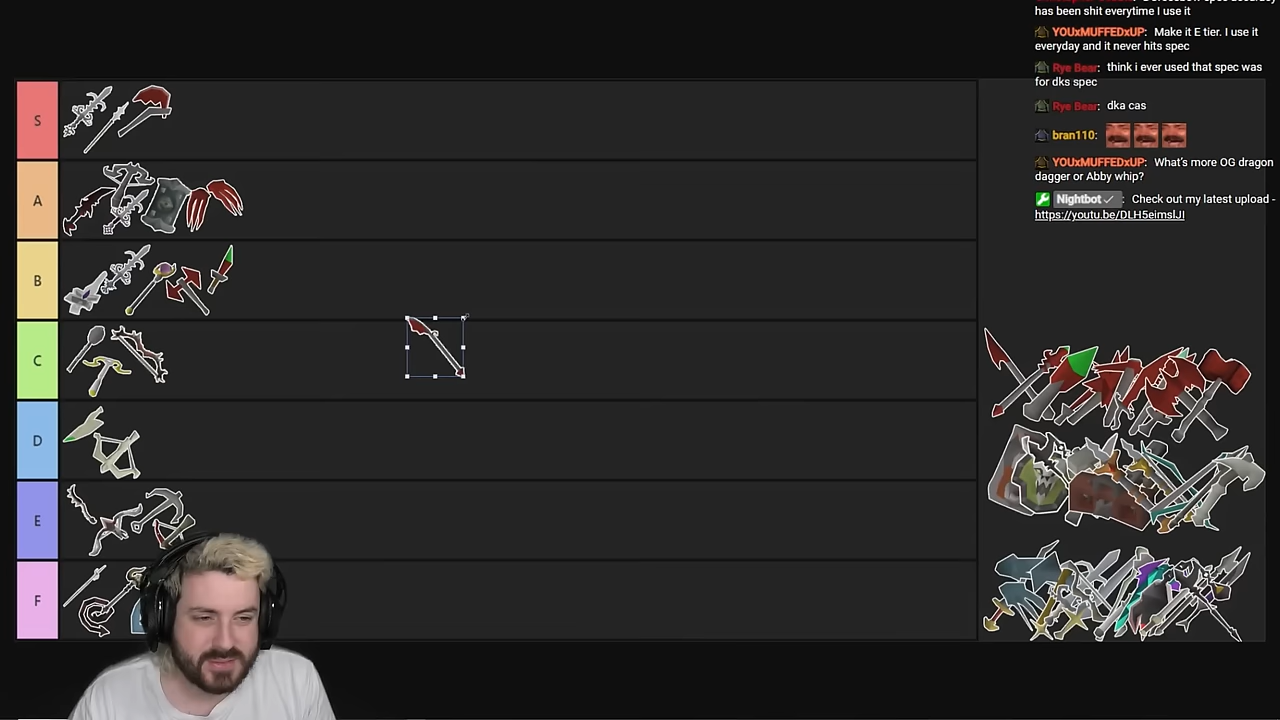 has been shit everytime I use it
YOUxMUFFEDxUP: Make it E tier. I use it
everyday and it never hits spec
Rye Bear: think i ever used that spec was
for dks spec
Rye Bear: dka cas
bran110:
YOUxMUFFEDxUP: What's more OG dragon
dagger or Abby whip?
Nightbot ✓ : Check out my latest upload -
https://youtu.be/DLH5eimslJI
S
A
B
C
D
E
F